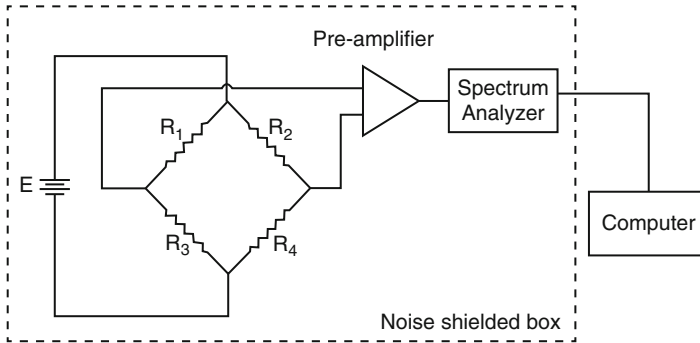 Pre-amplifier
Spectrum
Analyzer
R1
R2
E
R3
R4
Computer
Noise shielded box